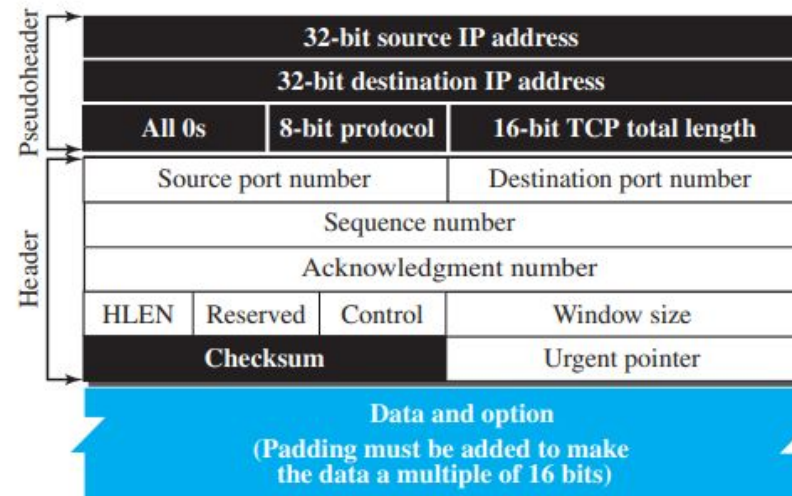 Pseudoheader
32-bit source IP address
32-bit destination IP address
All 0s 8-bit protocol 16-bit TCP total length
Header
Source port number Destination port number
Sequence number
Acknowledgment number
HLEN Reserved Control Window size
Checksum Urgent pointer
Data and option
(Padding must be added to make
the data a multiple of 16 bits)